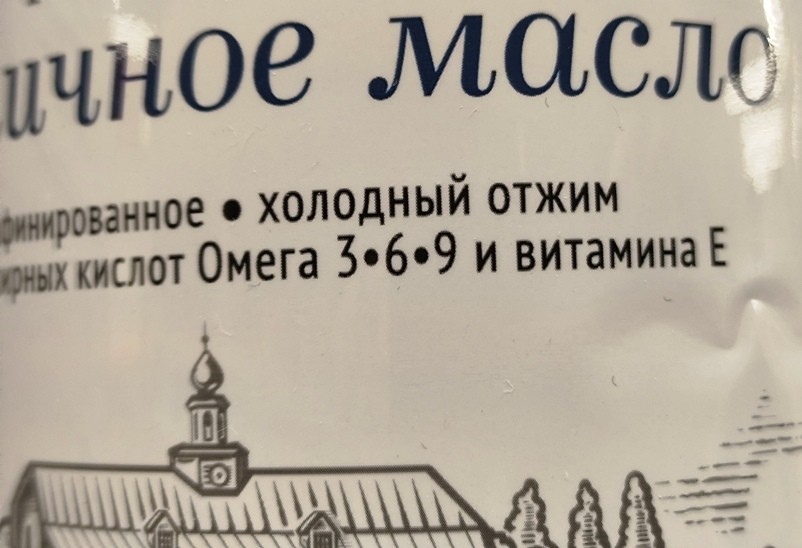 ичное масло
финированное • холодный отжим
ирных кислот Омега 3•6•9 и витамина Е